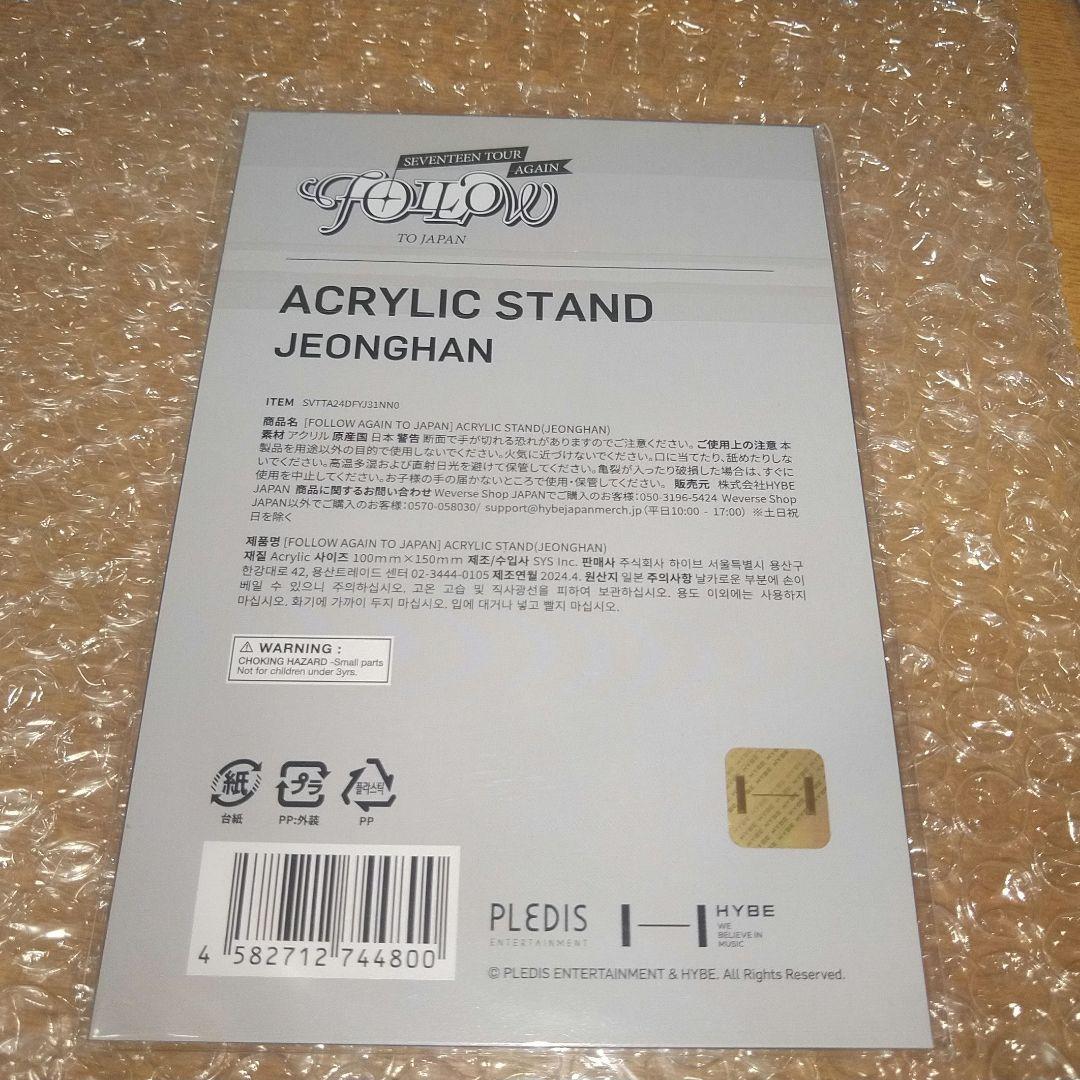 SEVENTEEN TOUR
AGAIN
FOLLOW
TO JAPAN
ACRYLIC STAND
JEONGHAN
ITEM SVTTA24DFYJ31NN0
商品名 [FOLLOW AGAIN TO JAPAN] ACRYLIC STAND(JEONGHAN)
素材 アクリル 原産国 日本 警告 断面で手が切れる恐れがありますのでご注意ください。ご使用上の注意 本
製品を用途以外の目的で使用しないでください。火気に近づけないでください。口に当てたり、舐めたりしな
いでください。高温多湿および直射日光を避けて保管してください。亀裂が入ったり破損した場合は、すぐに
使用を中止してください。お子様の手の届かないところで使用・保管してください。 販売元 株式会社HYBE
JAPAN 商品に関するお問い合わせ Weverse Shop JAPANでご購入のお客様：050-3196-5424 Weverse Shop
JAPAN以外でご購入のお客様：0570-058030/ support@hybejapanmerch.jp (平日10:00 - 17:00) ※土日祝
日を除く
제품명 [FOLLOW AGAIN TO JAPAN] ACRYLIC STAND(JEONGHAN)
재질 Acrylic 사이즈 100mm×150mm 제조/수입사 SYS Inc. 판매사 주식회사 하이브 서울특별시 용산구
한강대로 42, 용산트레이드 센터 02-3444-0105 제조연월 2024.4. 원산지 일본 주의사항 날카로운 부분에 손이
베일 수 있으니 주의하십시오. 고온 고습 및 직사광선을 피하여 보관하십시오. 용도 이외에는 사용하지
마십시오. 화기에 가까이 두지 마십시오. 입에 대거나 넣고 빨지 마십시오.
⚠ WARNING :
CHOKING HAZARD -Small parts
Not for children under 3yrs.
紙
台紙
プラ
PP:外装
플라스틱
PP
4 582712 744800
PLEDIS
ENTERTAINMENT
HYBE
WE
BELIEVE IN
MUSIC
© PLEDIS ENTERTAINMENT & HYBE. All Rights Reserved.